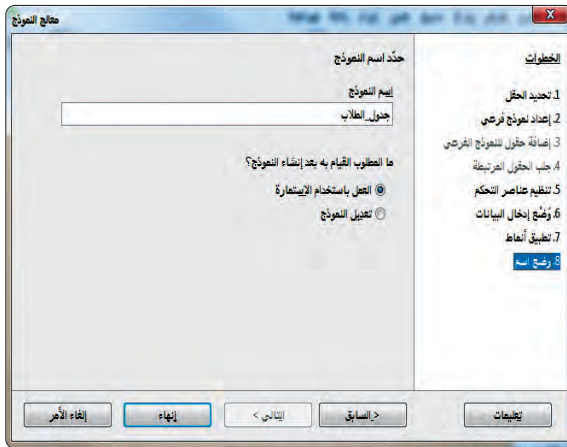 معالج النموذج
الخطوات
1. تحديد الحقل
2. إعداد نموذج فرعي
3. إضافة حقول للنموذج الفرعي
4. جلب الحقول المرتبطة
5. تنظيم عناصر التحكم
6. وَضْع إدخال البيانات
7. تطبيق أنماط
8. وضع اسم
حدّد اسم النموذج
إسم النموذج
جدول_الطلاب
ما المطلوب القيام به بعد إنشاء النموذج؟
العمل باستخدام الإستمارة
تعديل النموذج
تعليمات
< السابق
التالي >
إنهاء
إلغاء الأمر